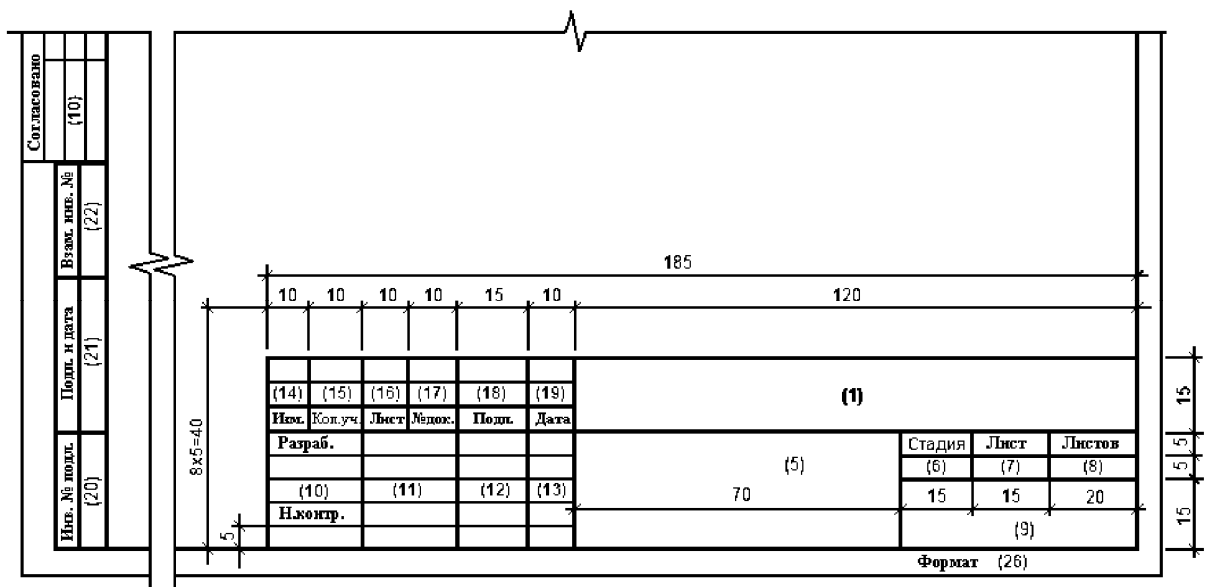 Согласовано
(10)
Взам. инв. №
(22)
Подп. и дата
(21)
Инв. № подл.
(20)
185
10 10 10 10 15 10 120
8x5=40
5
(14) (15) (16) (17) (18) (19)
Изм. Кол.уч. Лист №док. Подп. Дата
(1)
15
Разраб.
(5)
Стадия Лист Листов
5
(6) (7) (8)
5
(10) (11) (12) (13)
70
15 15 20
Н.контр.
(9)
15
Формат (26)